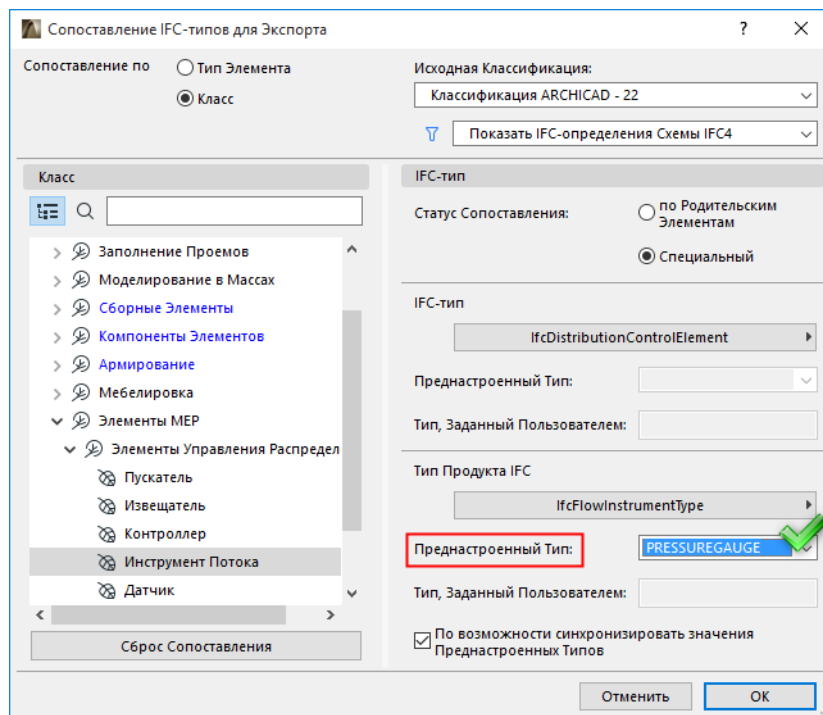 Сопоставление IFC-типов для Экспорта
?
Сопоставление по
Тип Элемента
Класс
Исходная Классификация:
Классификация ARCHICAD - 22
Показать IFC-определения Схемы IFC4
Класс
Заполнение Проемов
Моделирование в Массах
Сборные Элементы
Компоненты Элементов
Армирование
Мебелировка
Элементы МЕР
Элементы Управления Распредел
Пускатель
Извещатель
Контроллер
Инструмент Потока
Датчик
Сброс Сопоставления
IFC-тип
Статус Сопоставления:
по Родительским
Элементам
Специальный
IFC-тип
IfcDistributionControlElement
Преднастроенный Тип:
Тип, Заданный Пользователем:
Тип Продукта IFC
IfcFlowInstrumentType
Преднастроенный Тип:
PRESSUREGAUGE
Тип, Заданный Пользователем:
По возможности синхронизировать значения
Преднастроенных Типов
Отменить
OK